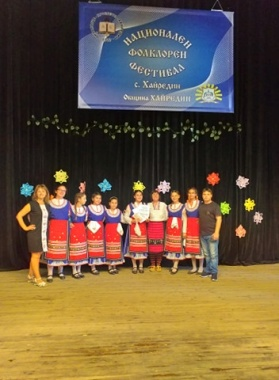 НАЦИОНАЛЕН
ФОЛКЛОРЕН
ФЕСТИВАЛ
с. Хайредин
Община ХАЙРЕДИН